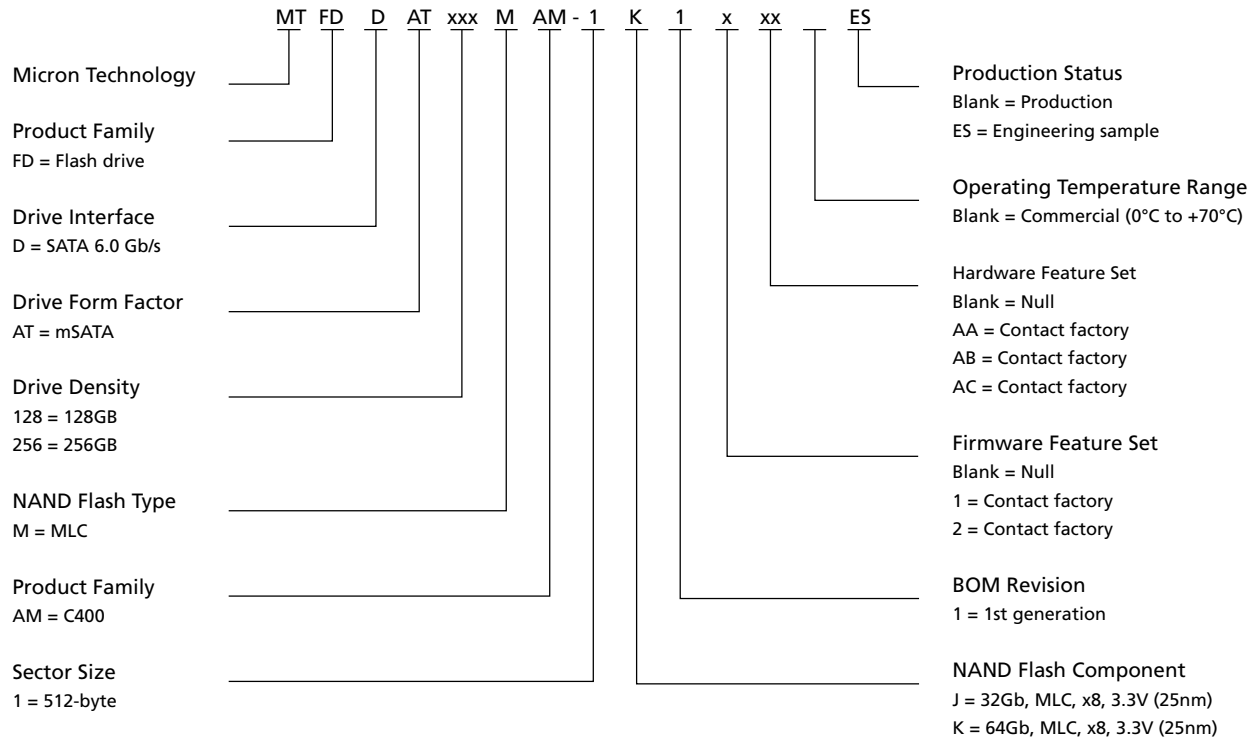 MT FD D AT xxx M AM - 1 K 1 x xx ES
Micron Technology
Product Family
FD = Flash drive
Drive Interface
D = SATA 6.0 Gb/s
Drive Form Factor
AT = mSATA
Drive Density
128 = 128GB
256 = 256GB
NAND Flash Type
M = MLC
Product Family
AM = C400
Sector Size
1 = 512-byte
Production Status
Blank = Production
ES = Engineering sample
Operating Temperature Range
Blank = Commercial (0°C to +70°C)
Hardware Feature Set
Blank = Null
AA = Contact factory
AB = Contact factory
AC = Contact factory
Firmware Feature Set
Blank = Null
1 = Contact factory
2 = Contact factory
BOM Revision
1 = 1st generation
NAND Flash Component
J = 32Gb, MLC, x8, 3.3V (25nm)
K = 64Gb, MLC, x8, 3.3V (25nm)